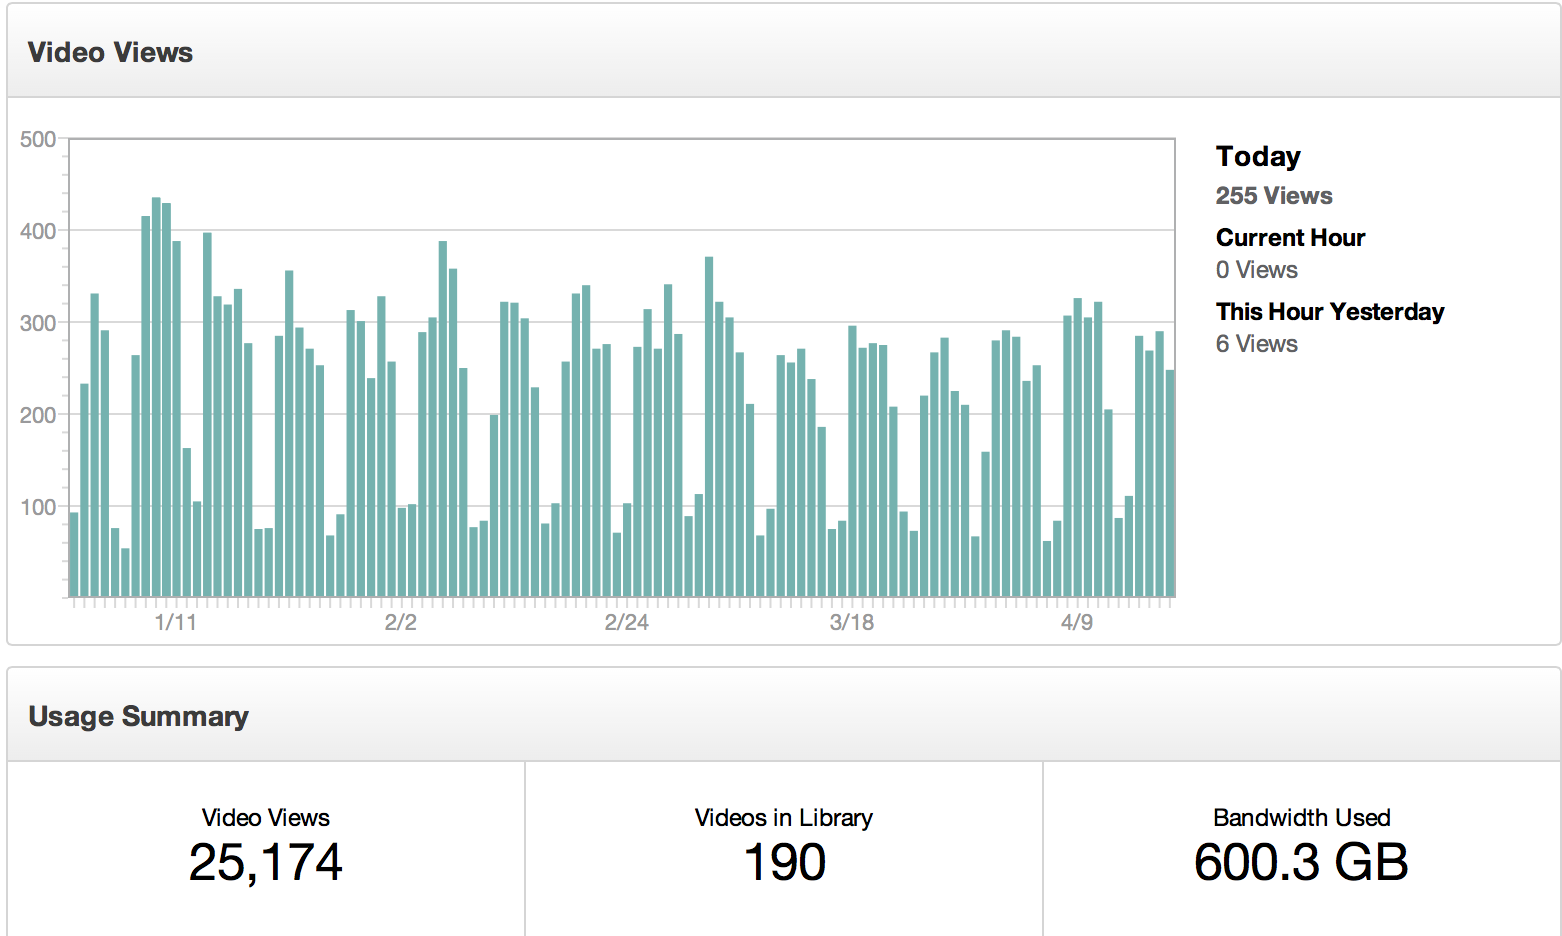 Video Views
500
400
300
200
100
1/11
2/2
2/24
3/18
4/9
Today
255 Views
Current Hour
0 Views
This Hour Yesterday
6 Views
Usage Summary
Video Views
25,174
Videos in Library
190
Bandwidth Used
600.3 GB